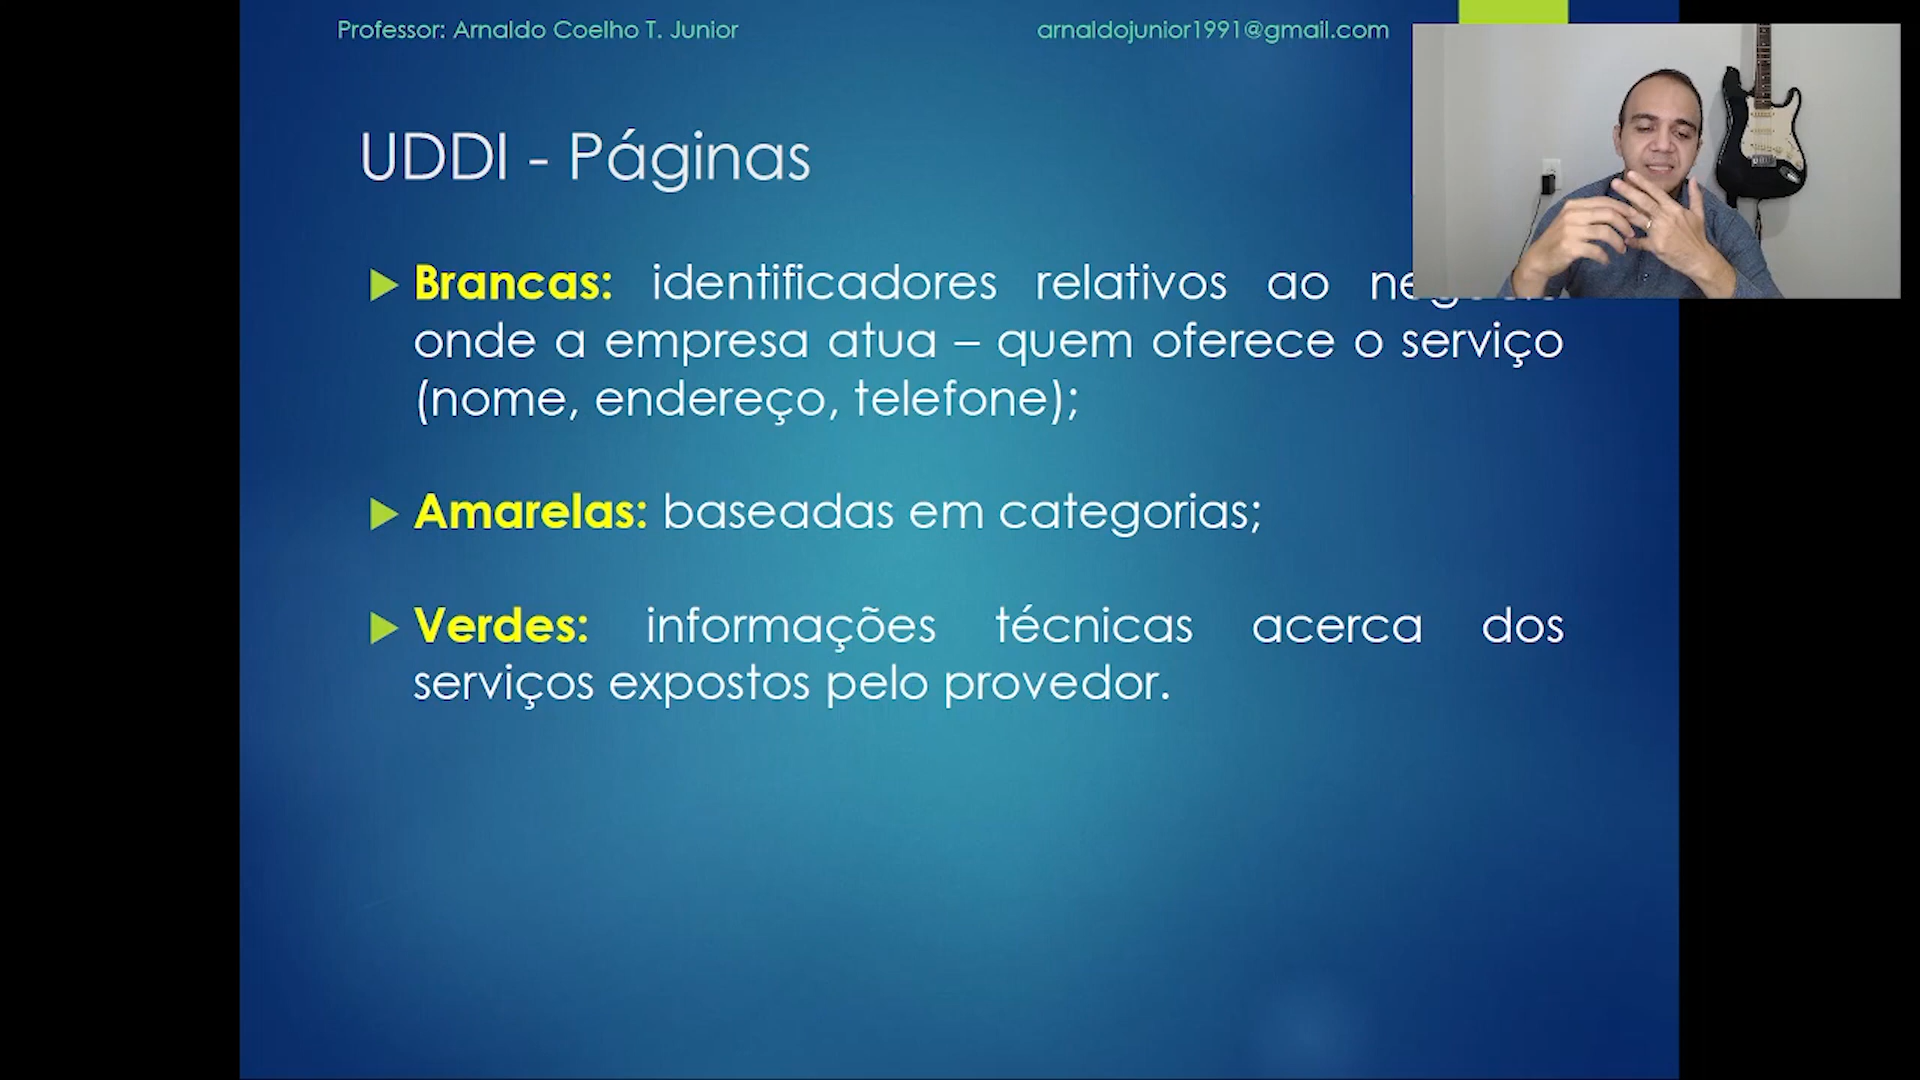 Professor: Arnaldo Coelho T. Junior arnaldojunior1991@gmail.com
UDDI - Páginas
Brancas: identificadores relativos ao
onde a empresa atua – quem oferece o serviço
(nome, endereço, telefone);
Amarelas: baseadas em categorias;
Verdes: informações técnicas acerca dos
serviços expostos pelo provedor.